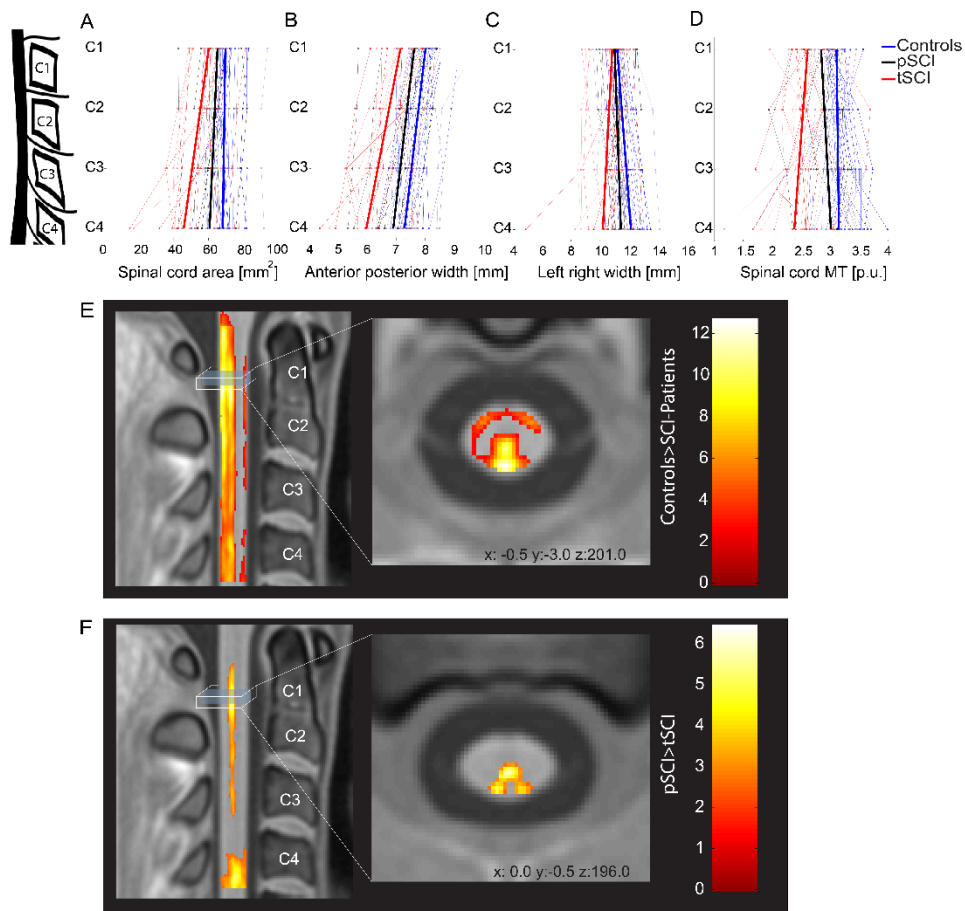 A B C D
C1 C1 C1 C1 C1
C2 C2 C2 C2 C2
C3 C3 C3 C3 C3
C4 C4 C4 C4 C4
Controls
pSCI
tSCI
0 20 40 60 80 100
Spinal cord area [mm²]
4 5 6 7 8 9 10
Anterior posterior width [mm]
4 6 8 10 12 14 16
Left right width [mm]
1 1.5 2 2.5 3 3.5 4
Spinal cord MT [p.u.]
E
C1
C2
C3
C4
x: -0.5 y:-3.0 z:201.0
Controls>SCI-Patients
12
10
8
6
4
2
0
F
C1
C2
C3
C4
x: 0.0 y:-0.5 z:196.0
pSCI>tSCI
6
5
4
3
2
1
0